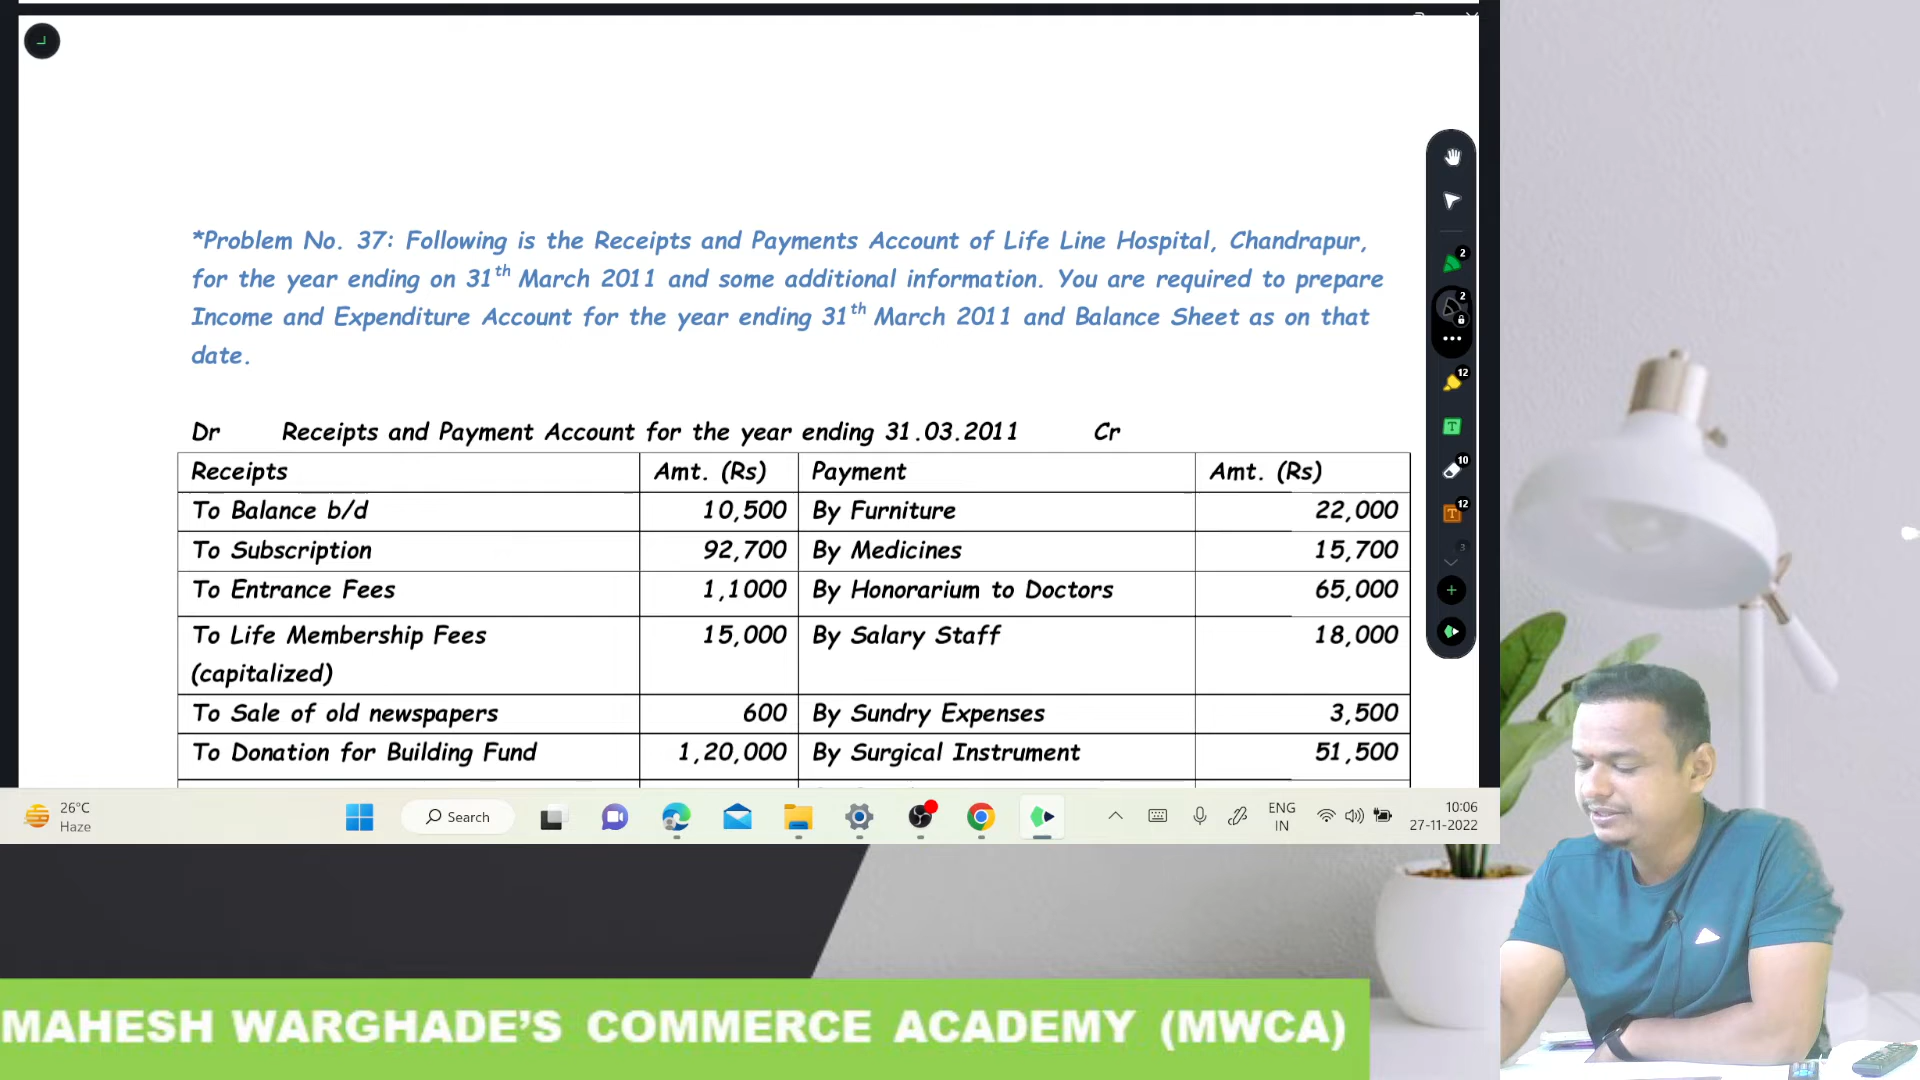 *Problem No. 37: Following is the Receipts and Payments Account of Life Line Hospital, Chandrapur,
for the year ending on 31th March 2011 and some additional information. You are required to prepare
Income and Expenditure Account for the year ending 31th March 2011 and Balance Sheet as on that
date.
Dr Receipts and Payment Account for the year ending 31.03.2011 Cr
Receipts Amt. (Rs) Payment Amt. (Rs)
To Balance b/d 10,500 By Furniture 22,000
To Subscription 92,700 By Medicines 15,700
To Entrance Fees 1,1000 By Honorarium to Doctors 65,000
To Life Membership Fees 15,000 By Salary Staff 18,000
(capitalized)
To Sale of old newspapers 600 By Sundry Expenses 3,500
To Donation for Building Fund 1,20,000 By Surgical Instrument 51,500
2
2
12
T
10
T 12
3
26°C
Haze
Search
ENG
IN
10:06
27-11-2022
MAHESH WARGHADE'S COMMERCE ACADEMY (MWCA)